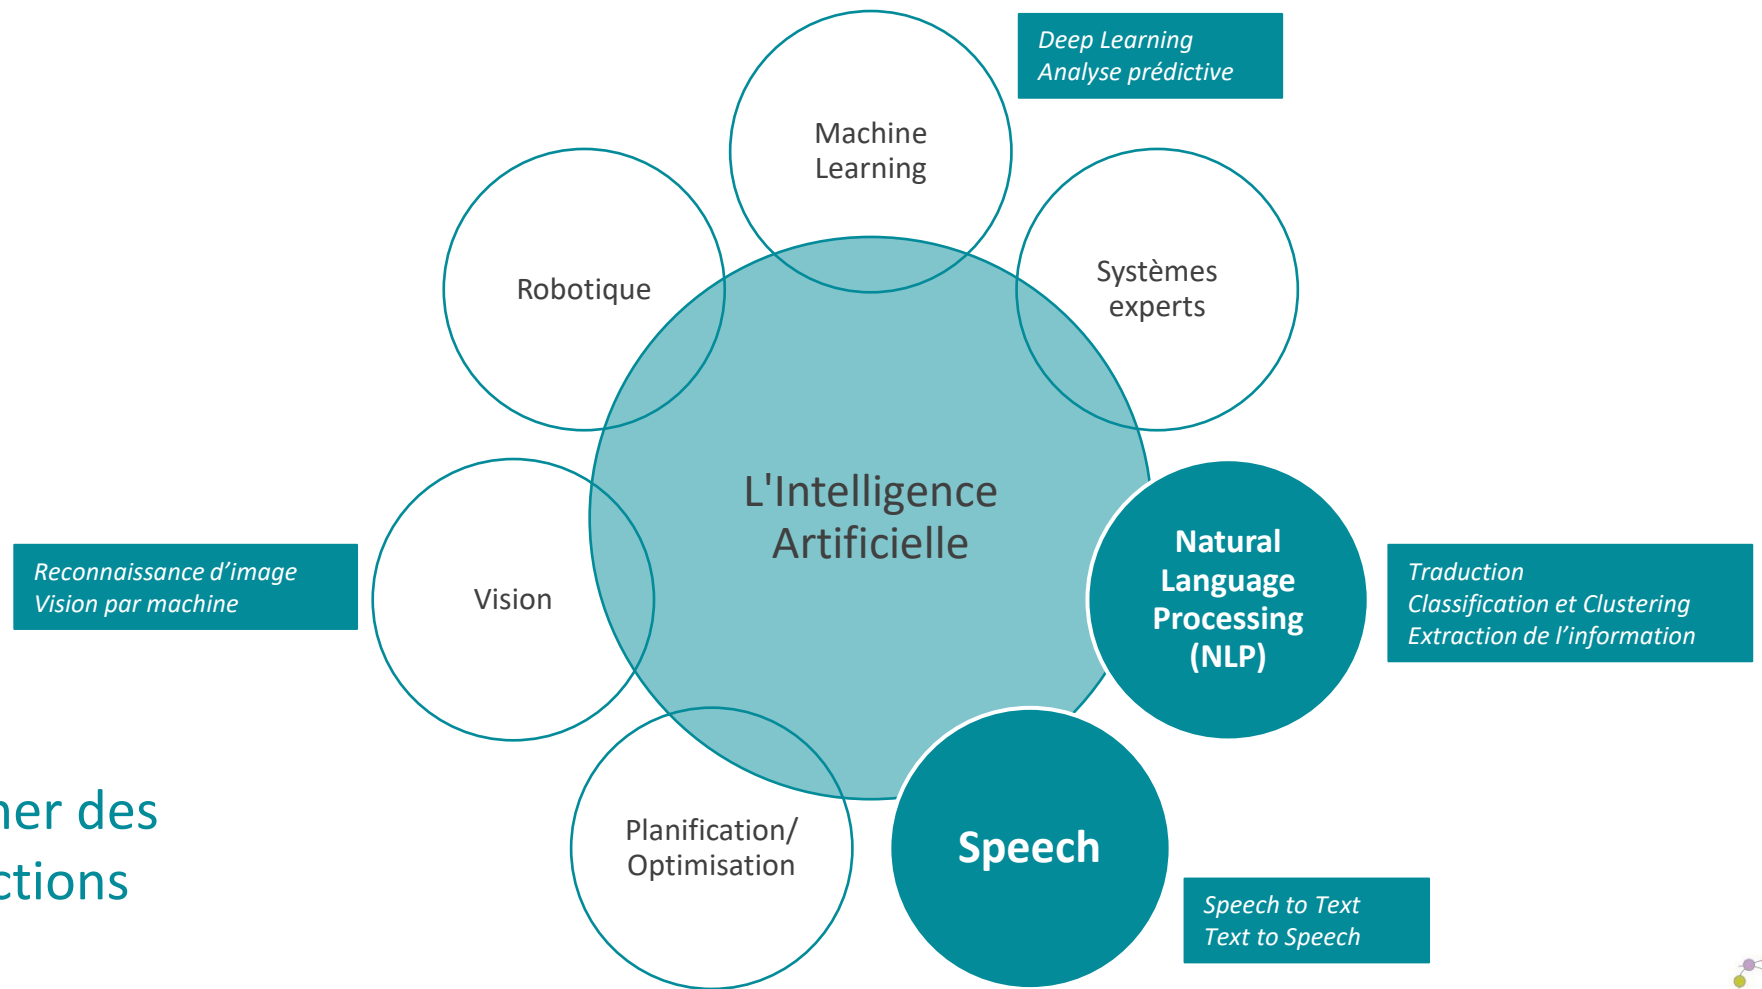 Deep Learning
Analyse prédictive
Machine
Learning
Systèmes
experts
Robotique
L'Intelligence
Artificielle
Natural
Language
Processing
(NLP)
Traduction
Classification et Clustering
Extraction de l’information
Reconnaissance d’image
Vision par machine
Vision
Planification/
Optimisation
Speech
Speech to Text
Text to Speech
des